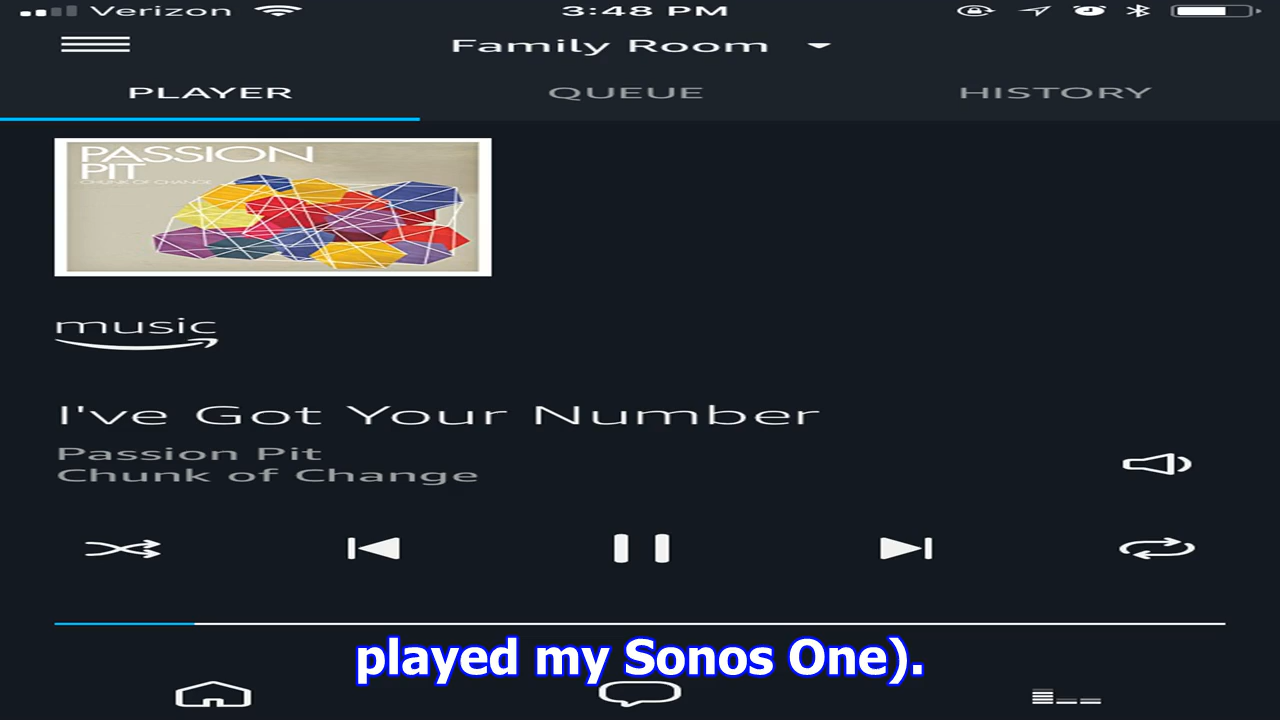 Verizon 3:48 PM
Family Room
PLAYER QUEUE HISTORY
PASSION
PIT
CHUNK OF CHANGE
music
I've Got Your Number
Passion Pit
Chunk of Change
played my Sonos One).